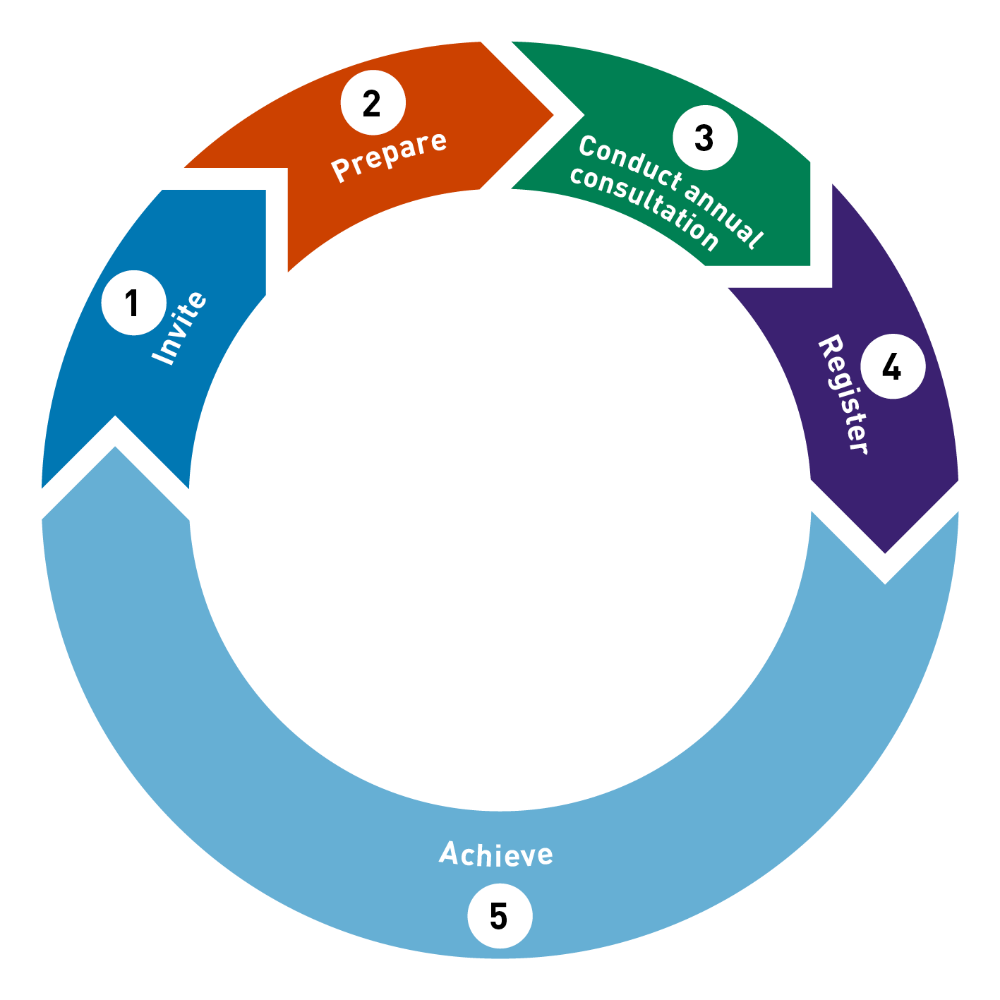 1
Invite
2
Prepare
3
Conduct annual
consultation
4
Register
Achieve
5